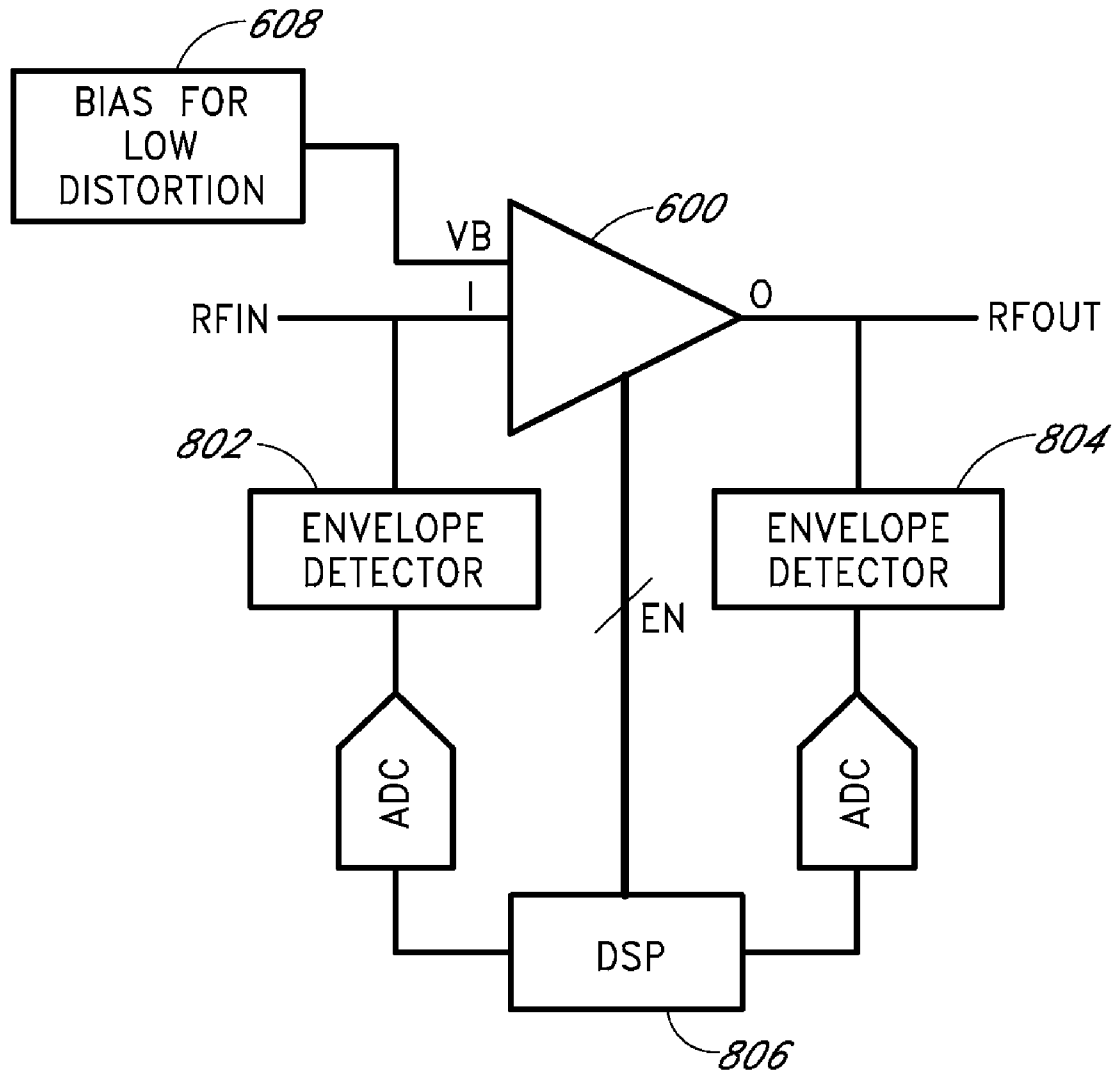 608
BIAS FOR
LOW
DISTORTION
600
VB
I
O
RFIN
RFOUT
802
804
ENVELOPE
DETECTOR
ENVELOPE
DETECTOR
EN
ADC
ADC
DSP
806